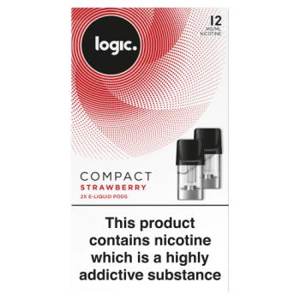 logic.
12
MG/ML
NICOTINE
COMPACT
STRAWBERRY
2X E-LIQUID PODS
This product
contains nicotine
which is a highly
addictive substance